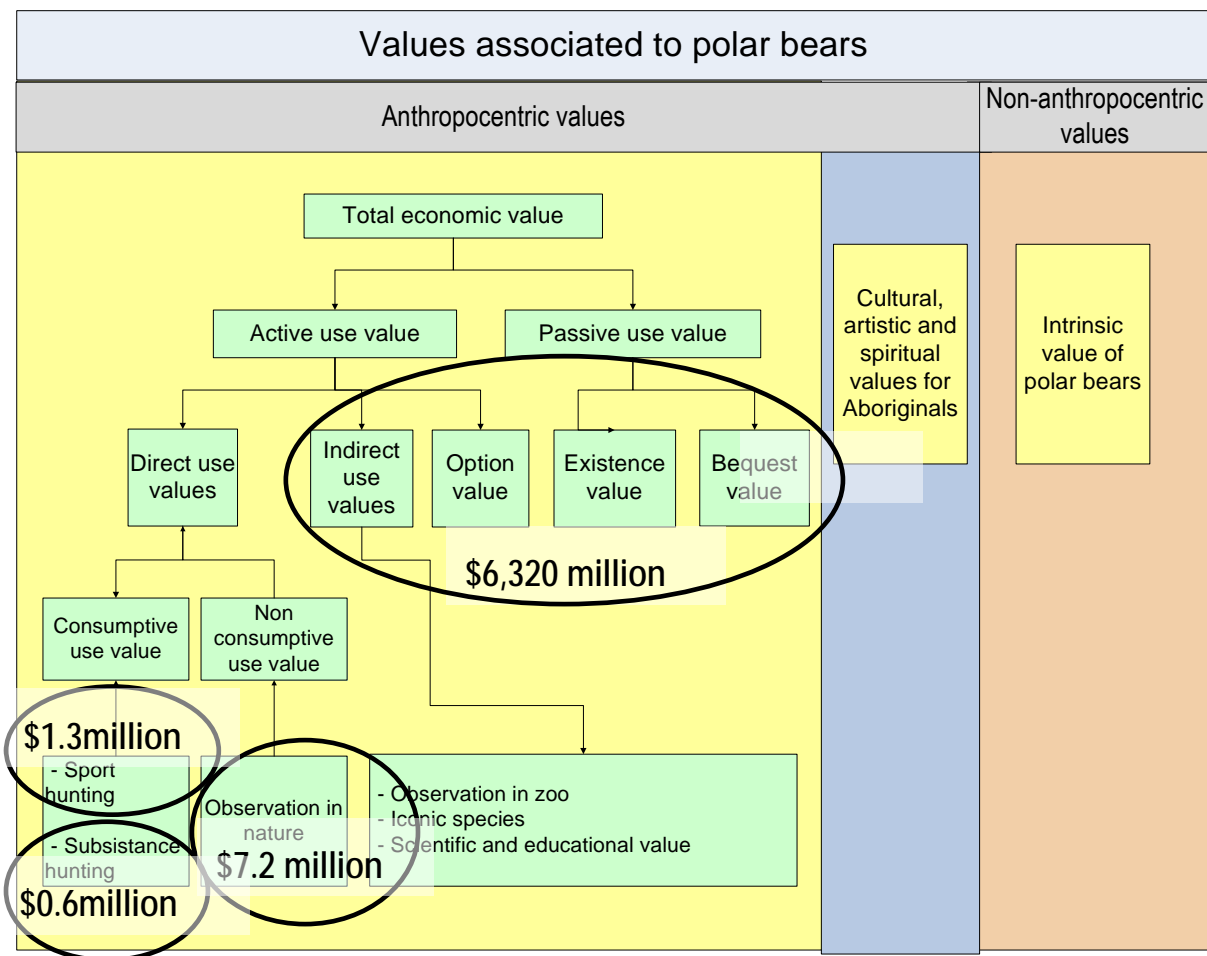 Values associated to polar bears
Anthropocentric values
Non-anthropocentric
values
Total economic value
Active use value
Passive use value
Cultural,
artistic and
spiritual
values for
Aboriginals
Intrinsic
value of
polar bears
Direct use
values
Indirect
use
values
Option
value
Existence
value
Bequest
value
$6,320 million
Consumptive
use value
Non
consumptive
use value
$1.3million
- Sport
hunting
- Subsistance
hunting
$0.6million
Observation in
nature
$7.2 million
- Observation in zoo
- Iconic species
- Scientific and educational value